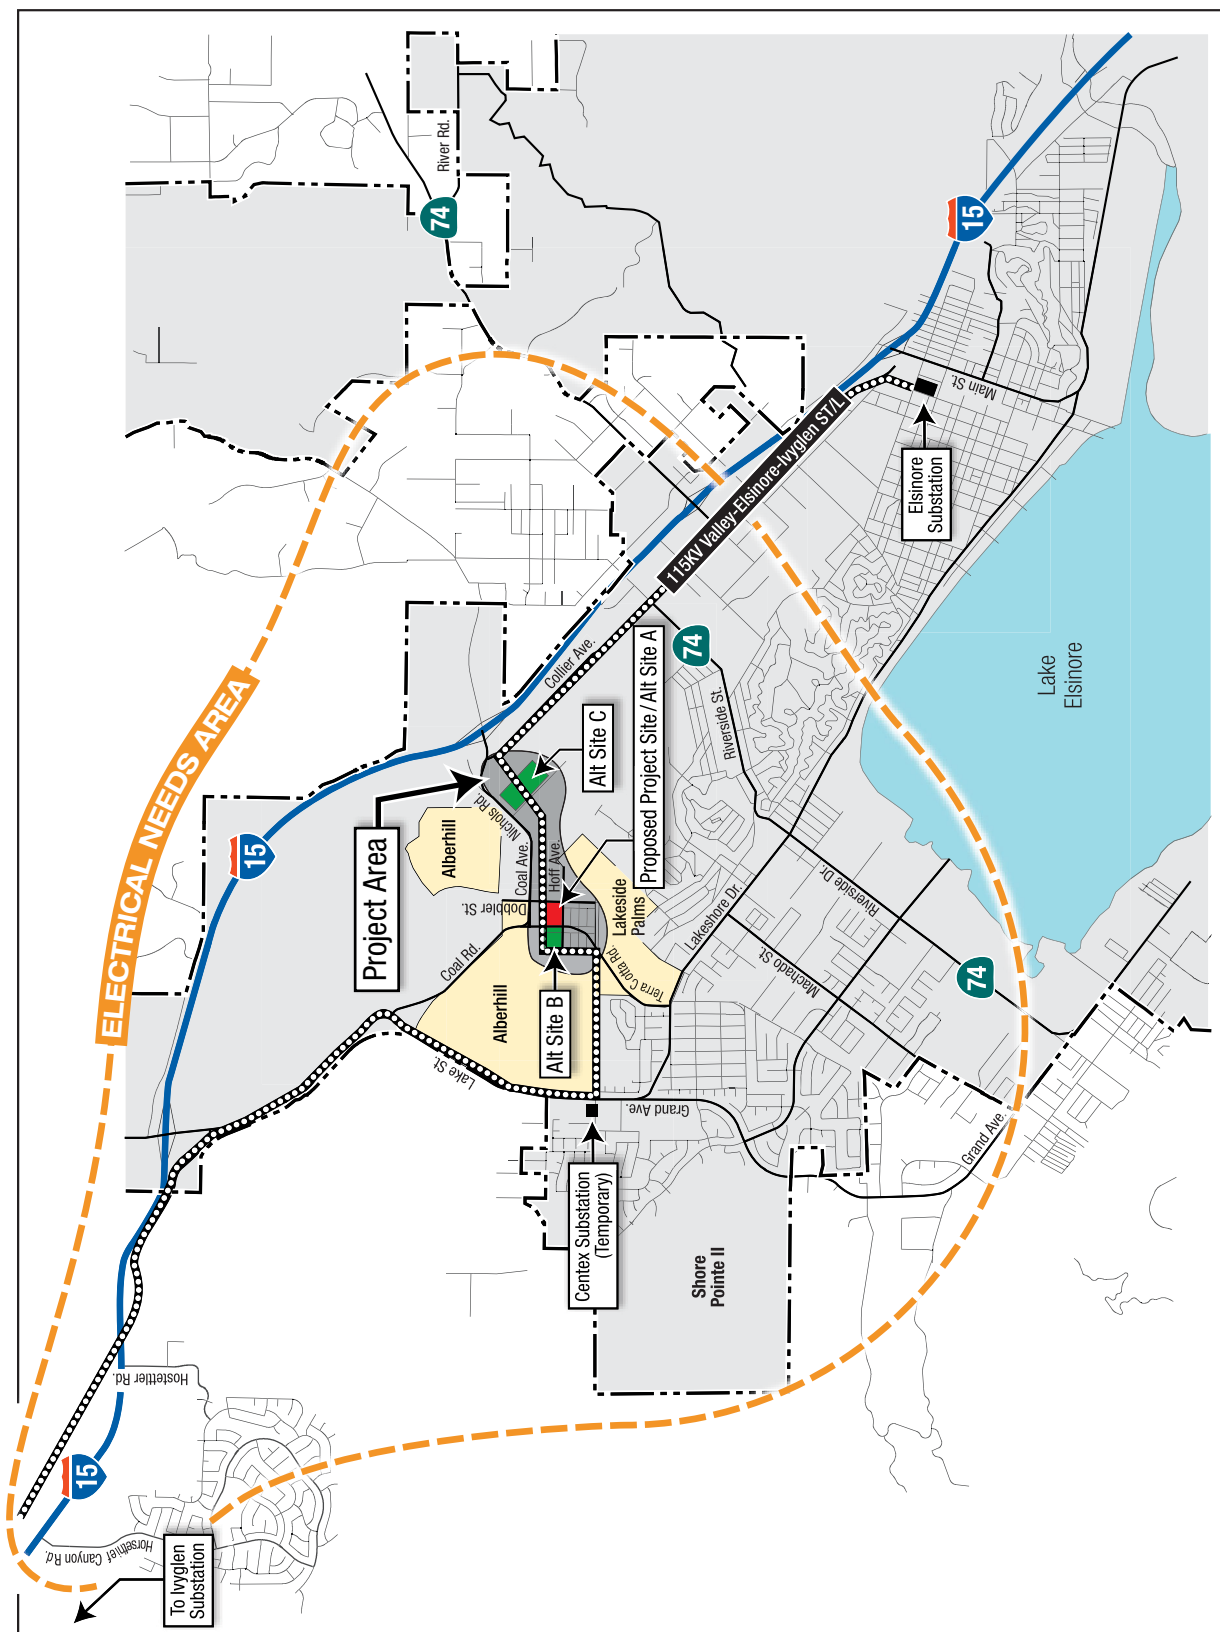 ELECTRICAL NEEDS AREA
To Ivyglen
Substation
Horsethief Canyon Rd.
15
Hostettler Rd.
15
Lake St.
Coal Rd.
Alberhill
Alberhill
Project Area
Nichols Rd.
Coal Ave.
Hoff Ave.
Dobbler St.
Alt Site B
Alt Site C
Proposed Project Site / Alt Site A
Lakeside
Palms
Terra Cotta Rd.
Centex Substation
(Temporary)
Grand Ave.
Shore
Pointe II
Collier Ave.
115KV Valley-Elsinore-Ivyglen ST/L
74
Riverside St.
Lakeshore Dr.
Machado St.
Riverside Dr.
74
Grand Ave.
Lake
Elsinore
Elsinore
Substation
Main St.
15
74
River Rd.